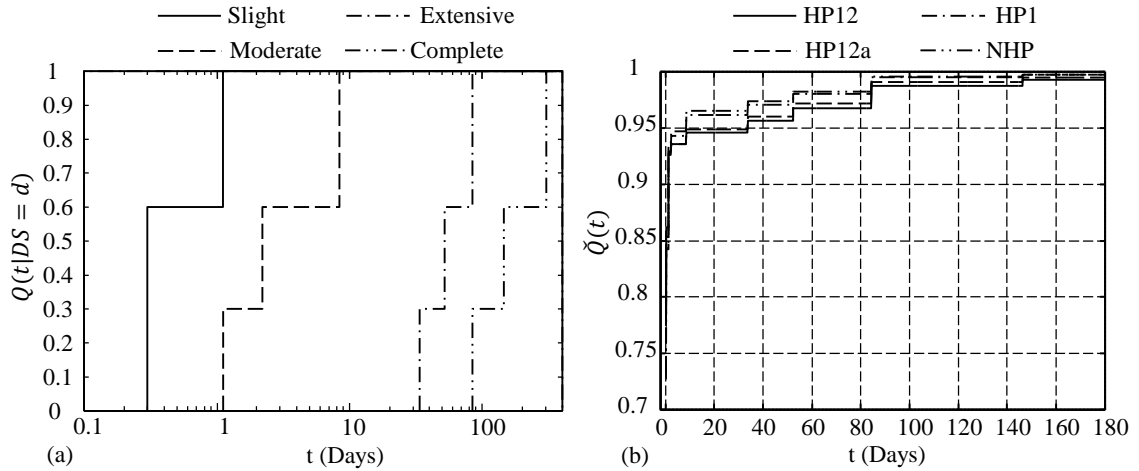 Slight
Extensive
Moderate
Complete
1
0.9
0.8
0.7
0.6
0.5
0.4
0.3
0.2
0.1
0
Q(t|DS = d)
0.1
1
10
100
(a)
t (Days)
HP12
HP1
HP12a
NHP
1
0.95
0.9
0.85
0.8
0.75
0.7
Q̌(t)
0
20
40
60
80
100
120
140
160
180
(b)
t (Days)